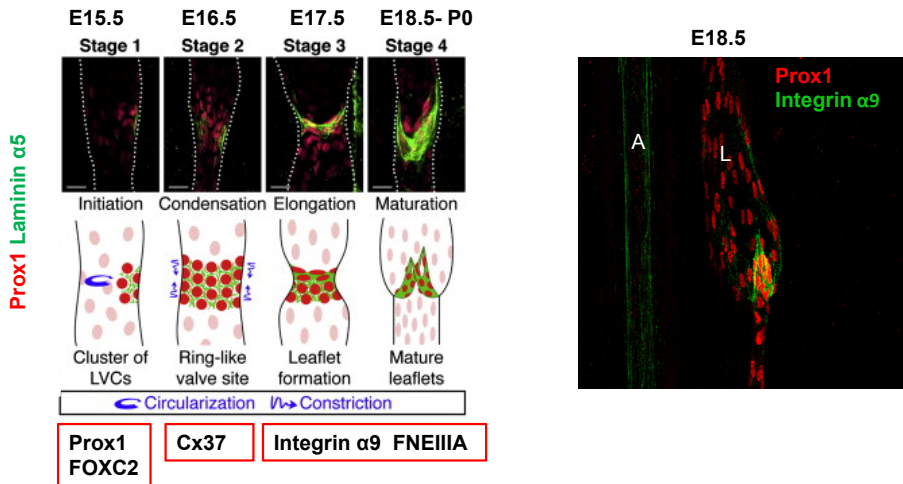 E15.5 E16.5 E17.5 E18.5- P0
Stage 1 Stage 2 Stage 3 Stage 4
Prox1 Laminin α5
Initiation Condensation Elongation Maturation
Cluster of LVCs
Ring-like valve site
Leaflet formation
Mature leaflets
Circularization Constriction
Prox1
FOXC2
Cx37
Integrin α9 FNEIIIA
E18.5
Prox1
Integrin α9
A
L